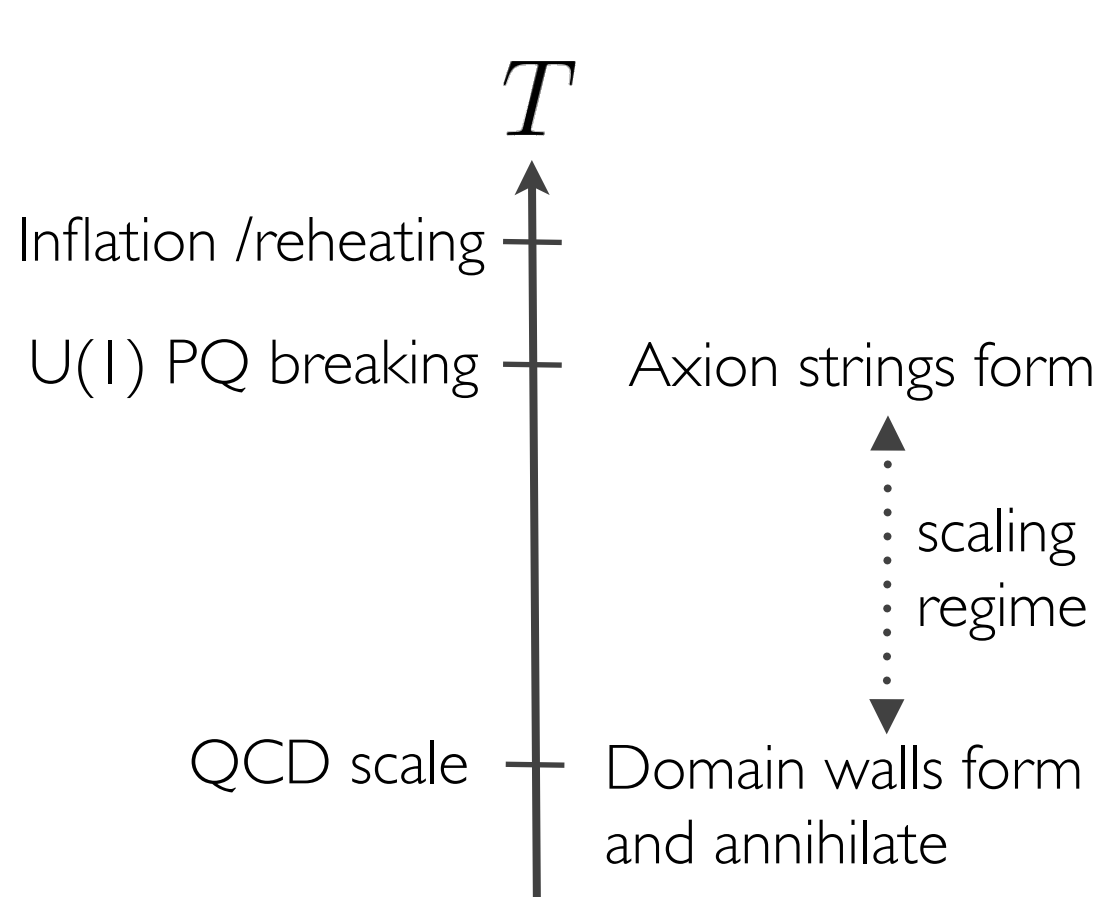 T
Inflation /reheating
U(1) PQ breaking
Axion strings form
scaling
regime
QCD scale
Domain walls form
and annihilate